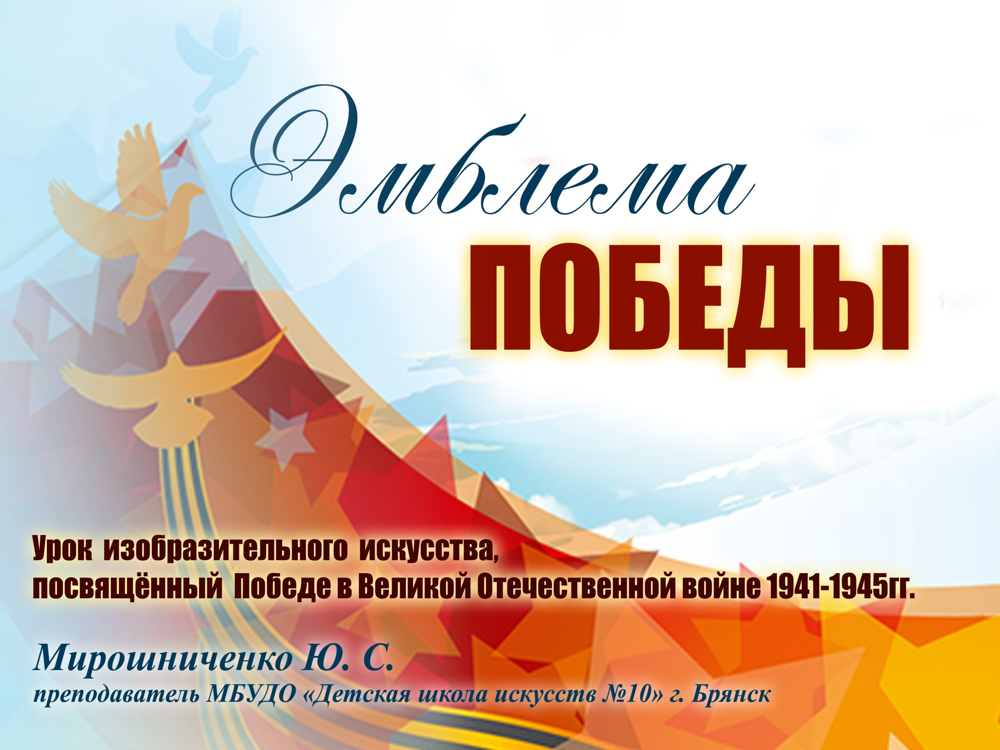 Эмблема
ПОБЕДЫ
Урок изобразительного искусства,
посвящённый Победе в Великой Отечественной войне 1941-1945гг.
Мирошниченко Ю. С.
преподаватель МБУДО «Детская школа искусств №10» г. Брянск